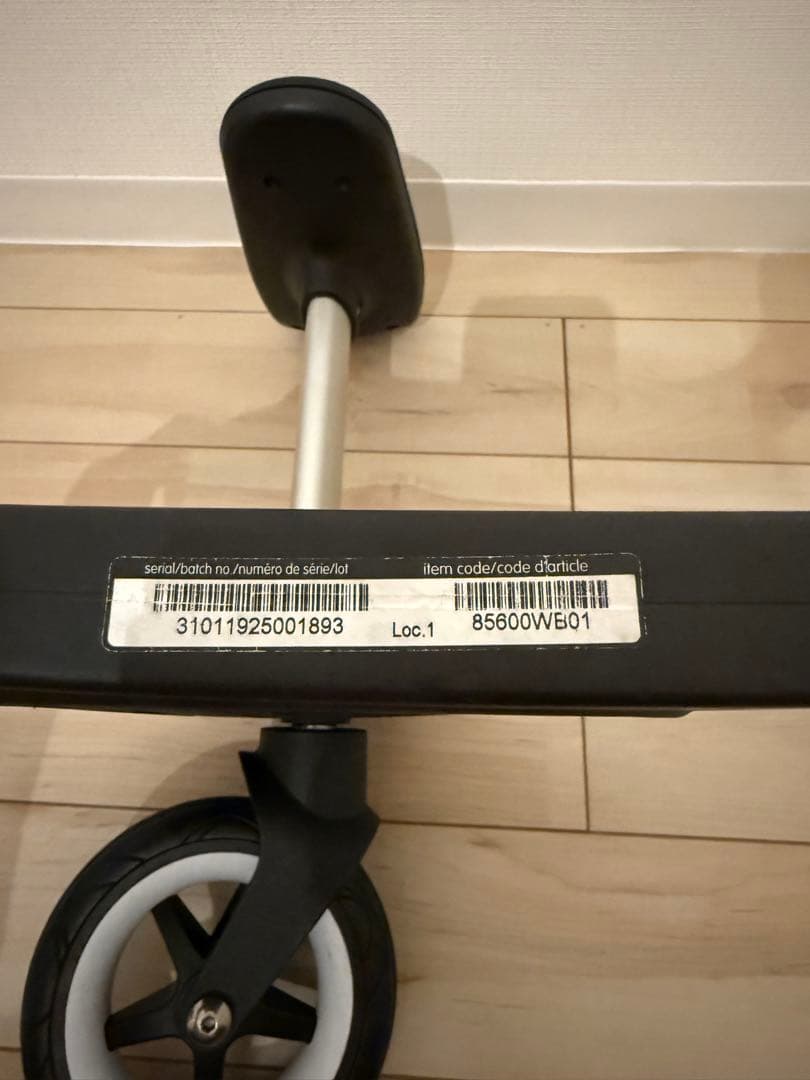 serial/batch no./numéro de série/lot
item code/code d'article
31011925001893
Loc.1
85600WB01